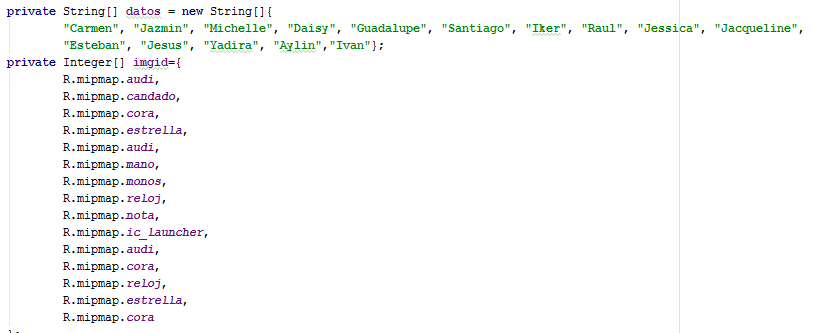 private String[] datos = new String[]{
"Carmen", "Jazmin", "Michelle", "Daisy", "Guadalupe", "Santiago", "Iker", "Raul", "Jessica", "Jacqueline",
"Esteban", "Jesus", "Yadira", "Aylin","Ivan"};
private Integer[] imgid={
R.mipmap.audi,
R.mipmap.candado,
R.mipmap.cora,
R.mipmap.estrella,
R.mipmap.audi,
R.mipmap.mano,
R.mipmap.monos,
R.mipmap.reloj,
R.mipmap.nota,
R.mipmap.ic_launcher,
R.mipmap.audi,
R.mipmap.cora,
R.mipmap.reloj,
R.mipmap.estrella,
R.mipmap.cora